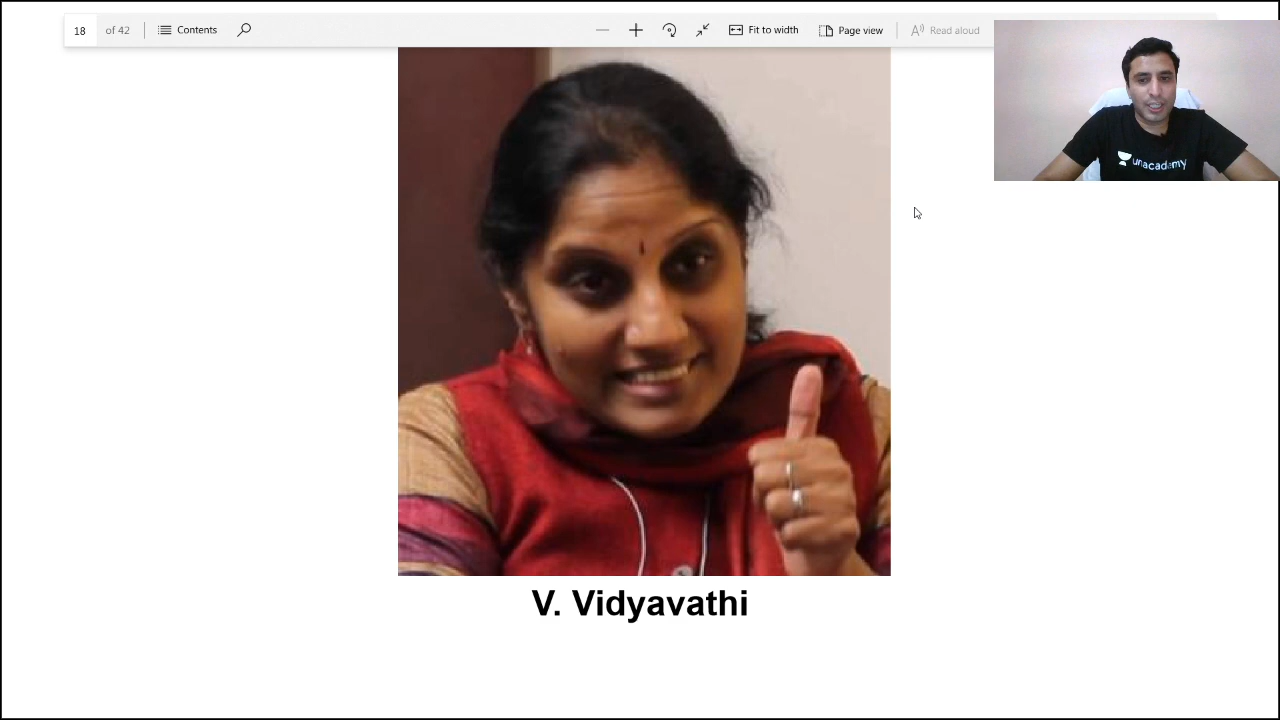 18 of 42 Contents Fit to width Page view Read aloud
unacademy
V. Vidyavathi